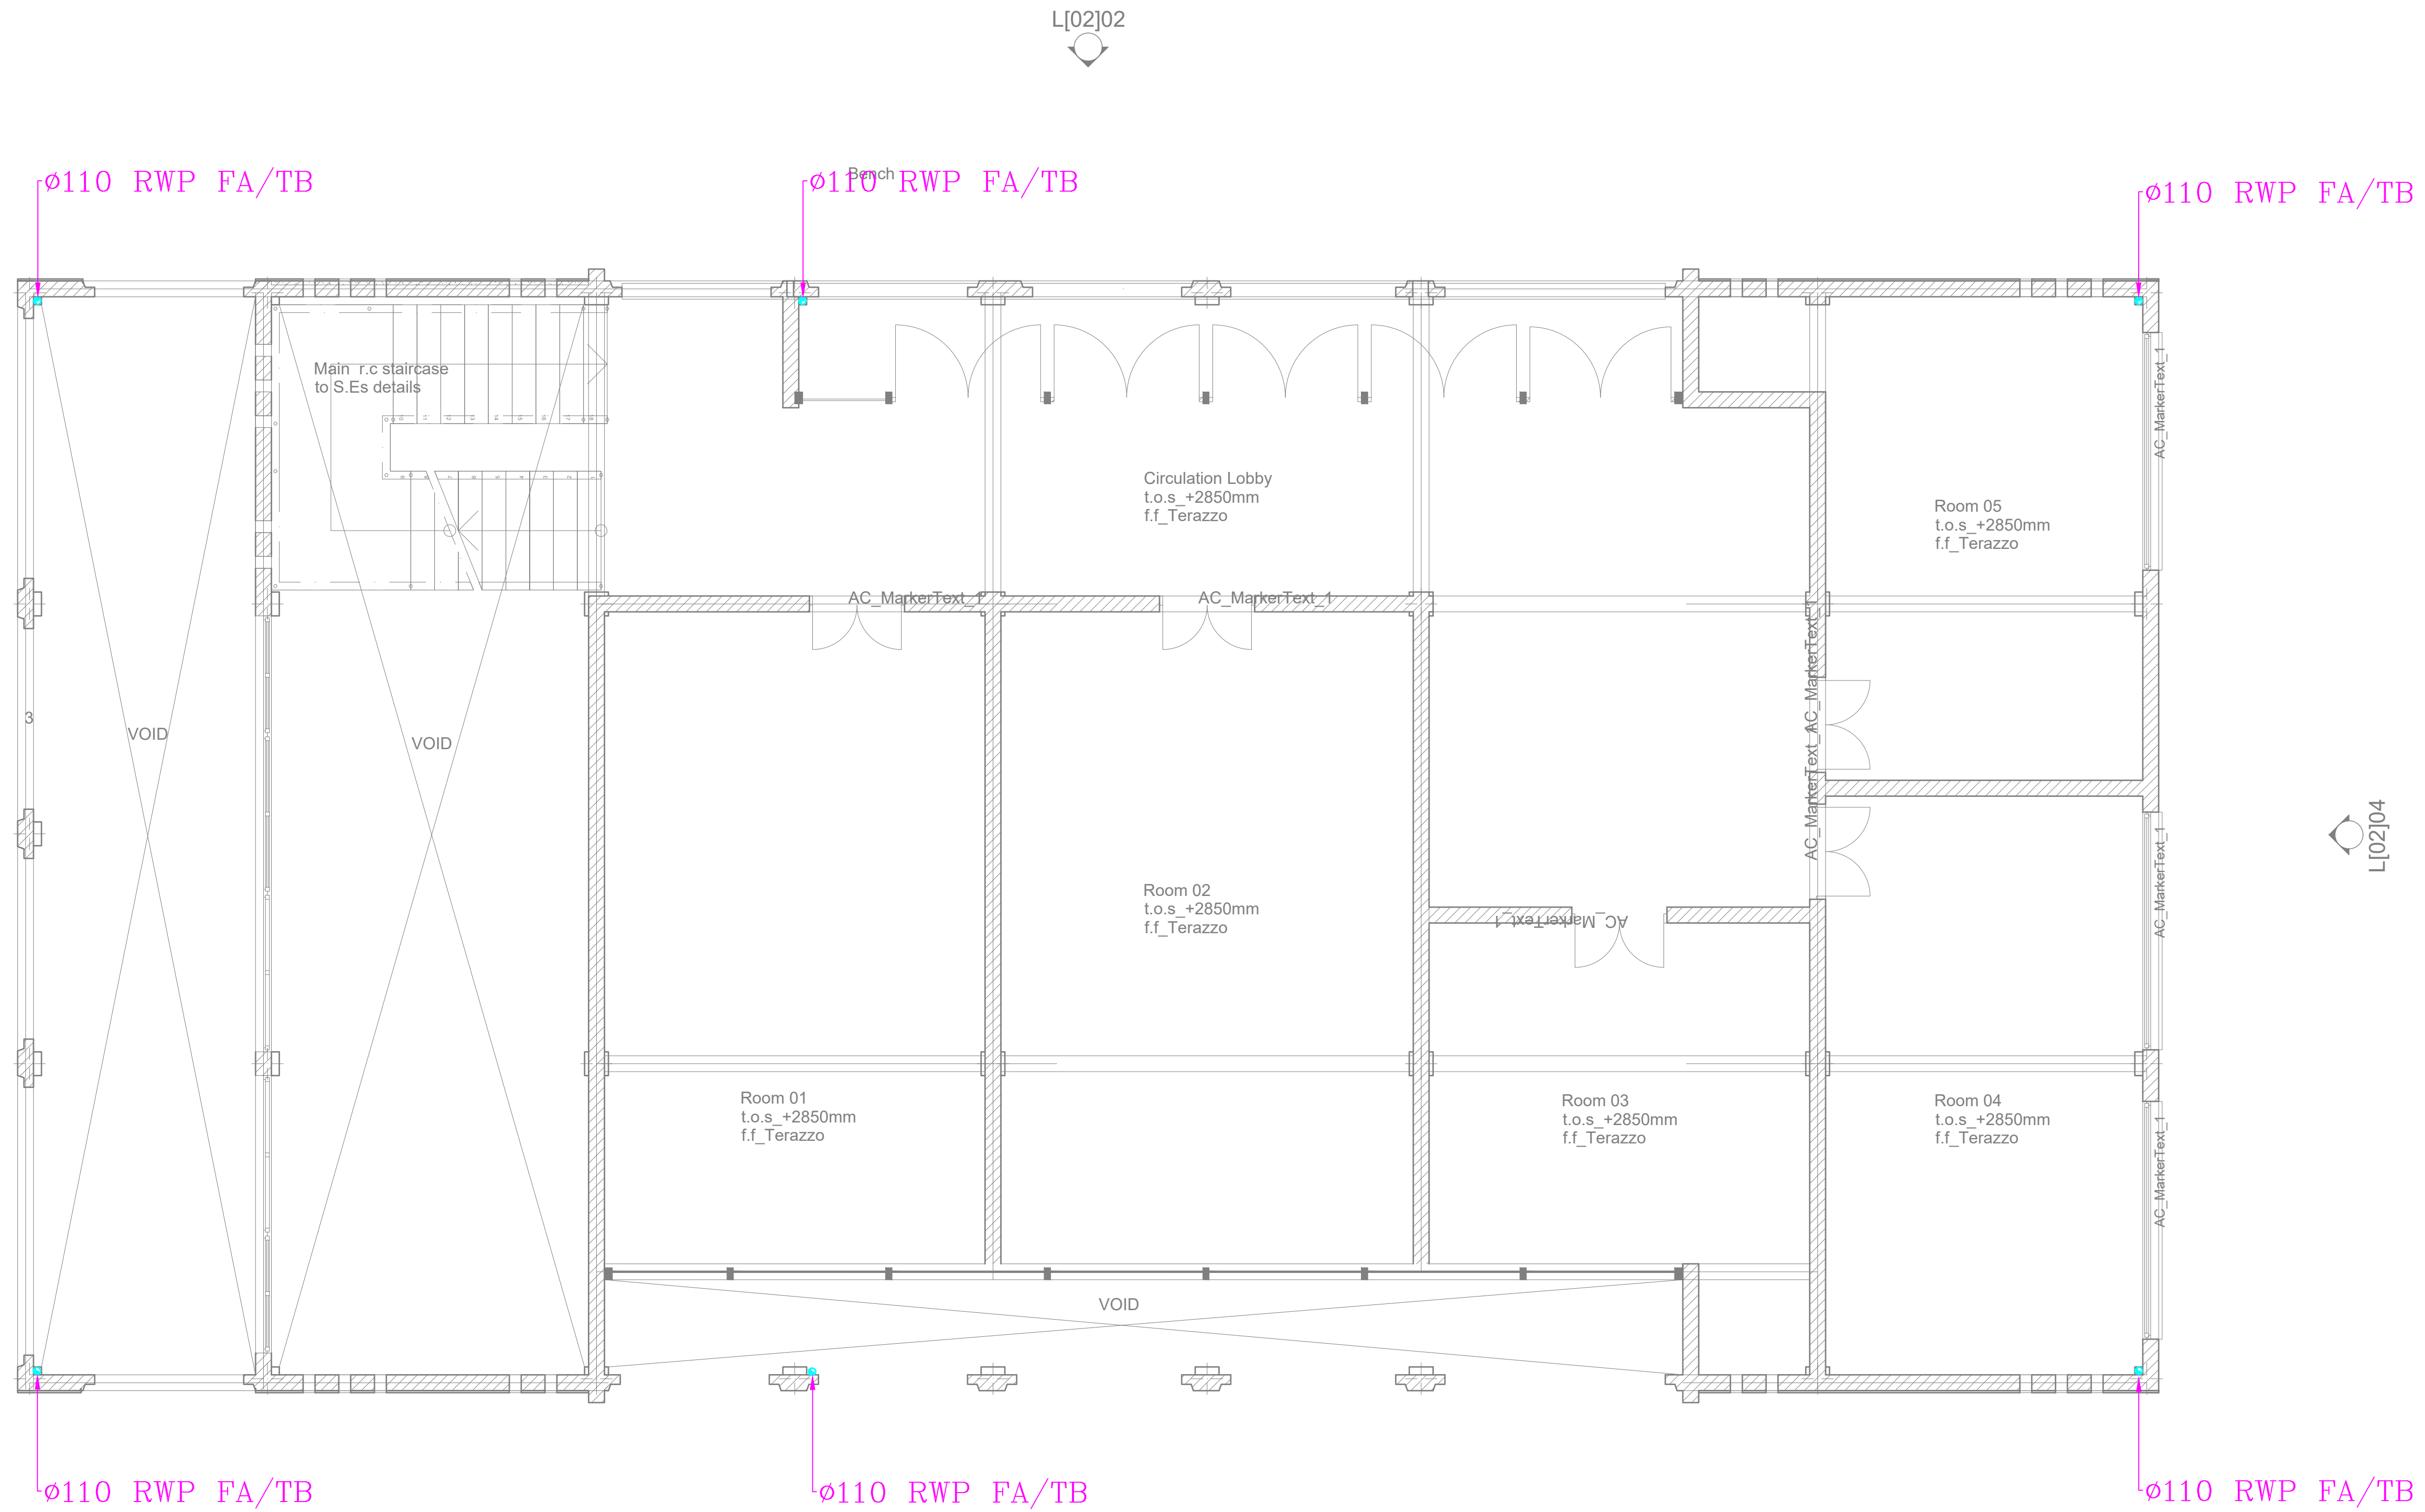 L[02]02
Bench
ø110 RWP FA/TB
ø110 RWP FA/TB
ø110 RWP FA/TB
Main r.c staircase
to S.Es details
AC_MarkerText_1
Circulation Lobby
t.o.s_+2850mm
f.f_Terazzo
Room 05
t.o.s_+2850mm
f.f_Terazzo
AC_MarkerText_1
AC_MarkerText_1
AC_MarkerText_1
AC_MarkerText_1
3
VOID
VOID
L[02]04
AC_MarkerText_1
Room 02
t.o.s_+2850mm
f.f_Terazzo
AC_MarkerText_1
Room 01
t.o.s_+2850mm
f.f_Terazzo
Room 03
t.o.s_+2850mm
f.f_Terazzo
Room 04
t.o.s_+2850mm
f.f_Terazzo
AC_MarkerText_1
VOID
ø110 RWP FA/TB
ø110 RWP FA/TB
ø110 RWP FA/TB